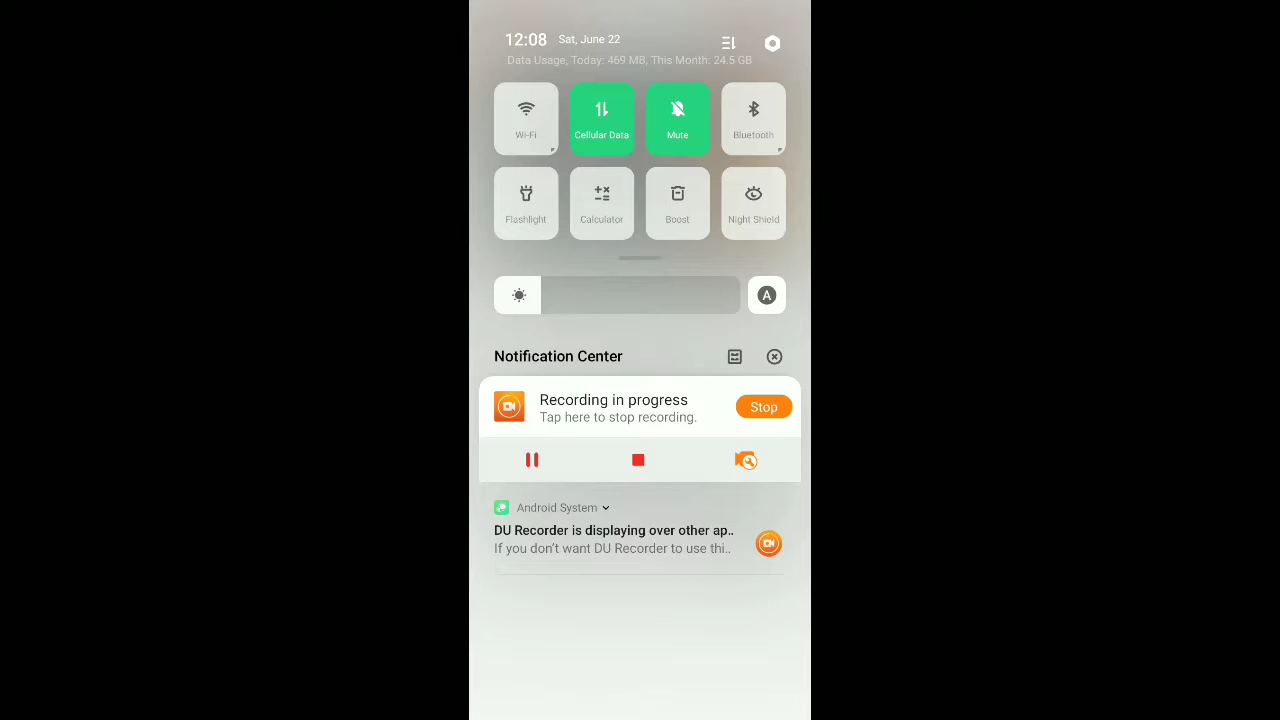 12:08 Sat, June 22
Data Usage, Today: 469 MB, This Month: 24.5 GB
Wi-Fi Cellular Data Mute Bluetooth
Flashlight Calculator Boost Night Shield
A
Notification Center
Recording in progress
Tap here to stop recording.
Stop
Android System
DU Recorder is displaying over other ap..
If you don't want DU Recorder to use thi..